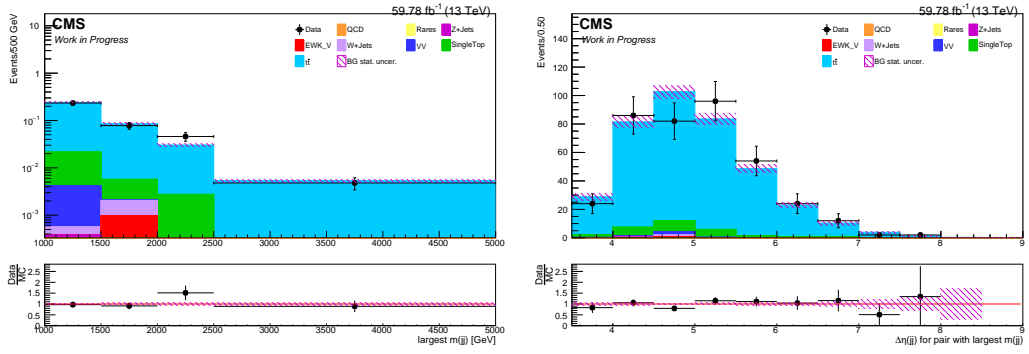 CMS
59.78 fb⁻¹ (13 TeV)
Work in Progress
Data
QCD
Rares
Z+Jets
EWK_V
W+Jets
VV
SingleTop
tt̄
BG stat. uncer.
Events/500 GeV
10
1
10⁻¹
10⁻²
10⁻³
1000 1500 2000 2500 3000 3500 4000 4500 5000
Data
MC
2.5
2
1.5
1
0.5
0
1000 1500 2000 2500 3000 3500 4000 4500 5000
largest m(jj) [GeV]
CMS
59.78 fb⁻¹ (13 TeV)
Work in Progress
Data
QCD
Rares
Z+Jets
EWK_V
W+Jets
VV
SingleTop
tt̄
BG stat. uncer.
Events/0.50
140
120
100
80
60
40
20
0
4 5 6 7 8 9
Data
MC
2.5
2
1.5
1
0.5
0
4 5 6 7 8 9
Δη(jj) for pair with largest m(jj)